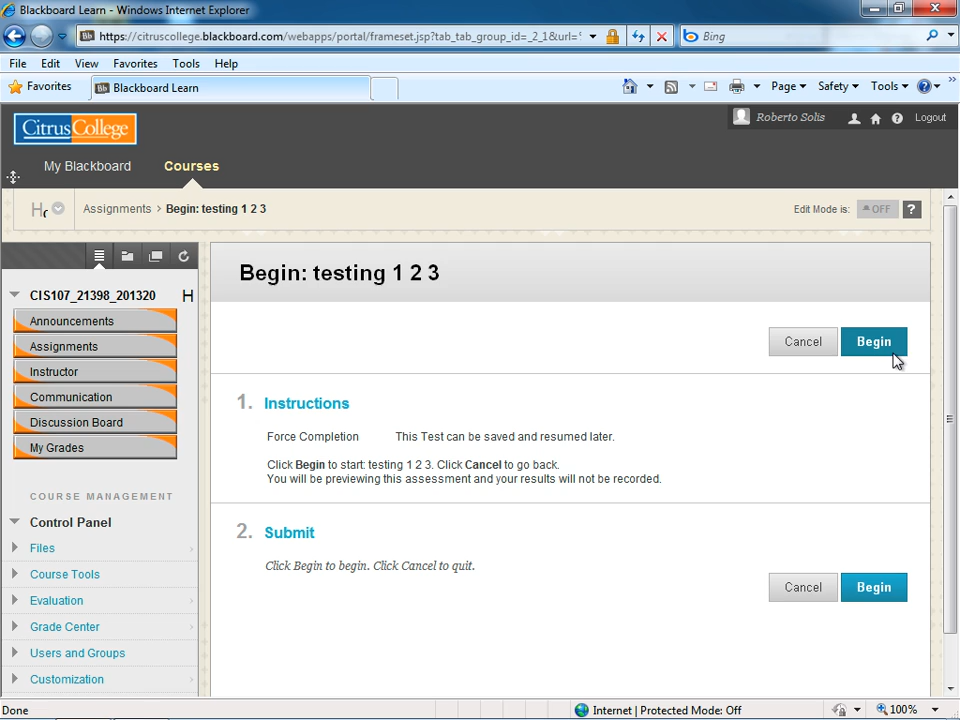 Blackboard Learn - Windows Internet Explorer
https://citruscollege.blackboard.com/webapps/portal/frameset.jsp?tab_tab_group_id=_2_1&url=
Bing
File Edit View Favorites Tools Help
Favorites
Bb Blackboard Learn
Page Safety Tools
Citrus College
Roberto Solis
Logout
My Blackboard
Courses
Assignments > Begin: testing 1 2 3
Edit Mode is: OFF ?
CIS107_21398_201320
Announcements
Assignments
Instructor
Communication
Discussion Board
My Grades
COURSE MANAGEMENT
Control Panel
Files
Course Tools
Evaluation
Grade Center
Users and Groups
Customization
Begin: testing 1 2 3
Cancel Begin
1. Instructions
Force Completion This Test can be saved and resumed later.
Click Begin to start: testing 1 2 3. Click Cancel to go back.
You will be previewing this assessment and your results will not be recorded.
2. Submit
Click Begin to begin. Click Cancel to quit.
Cancel Begin
Done
Internet | Protected Mode: Off
100%